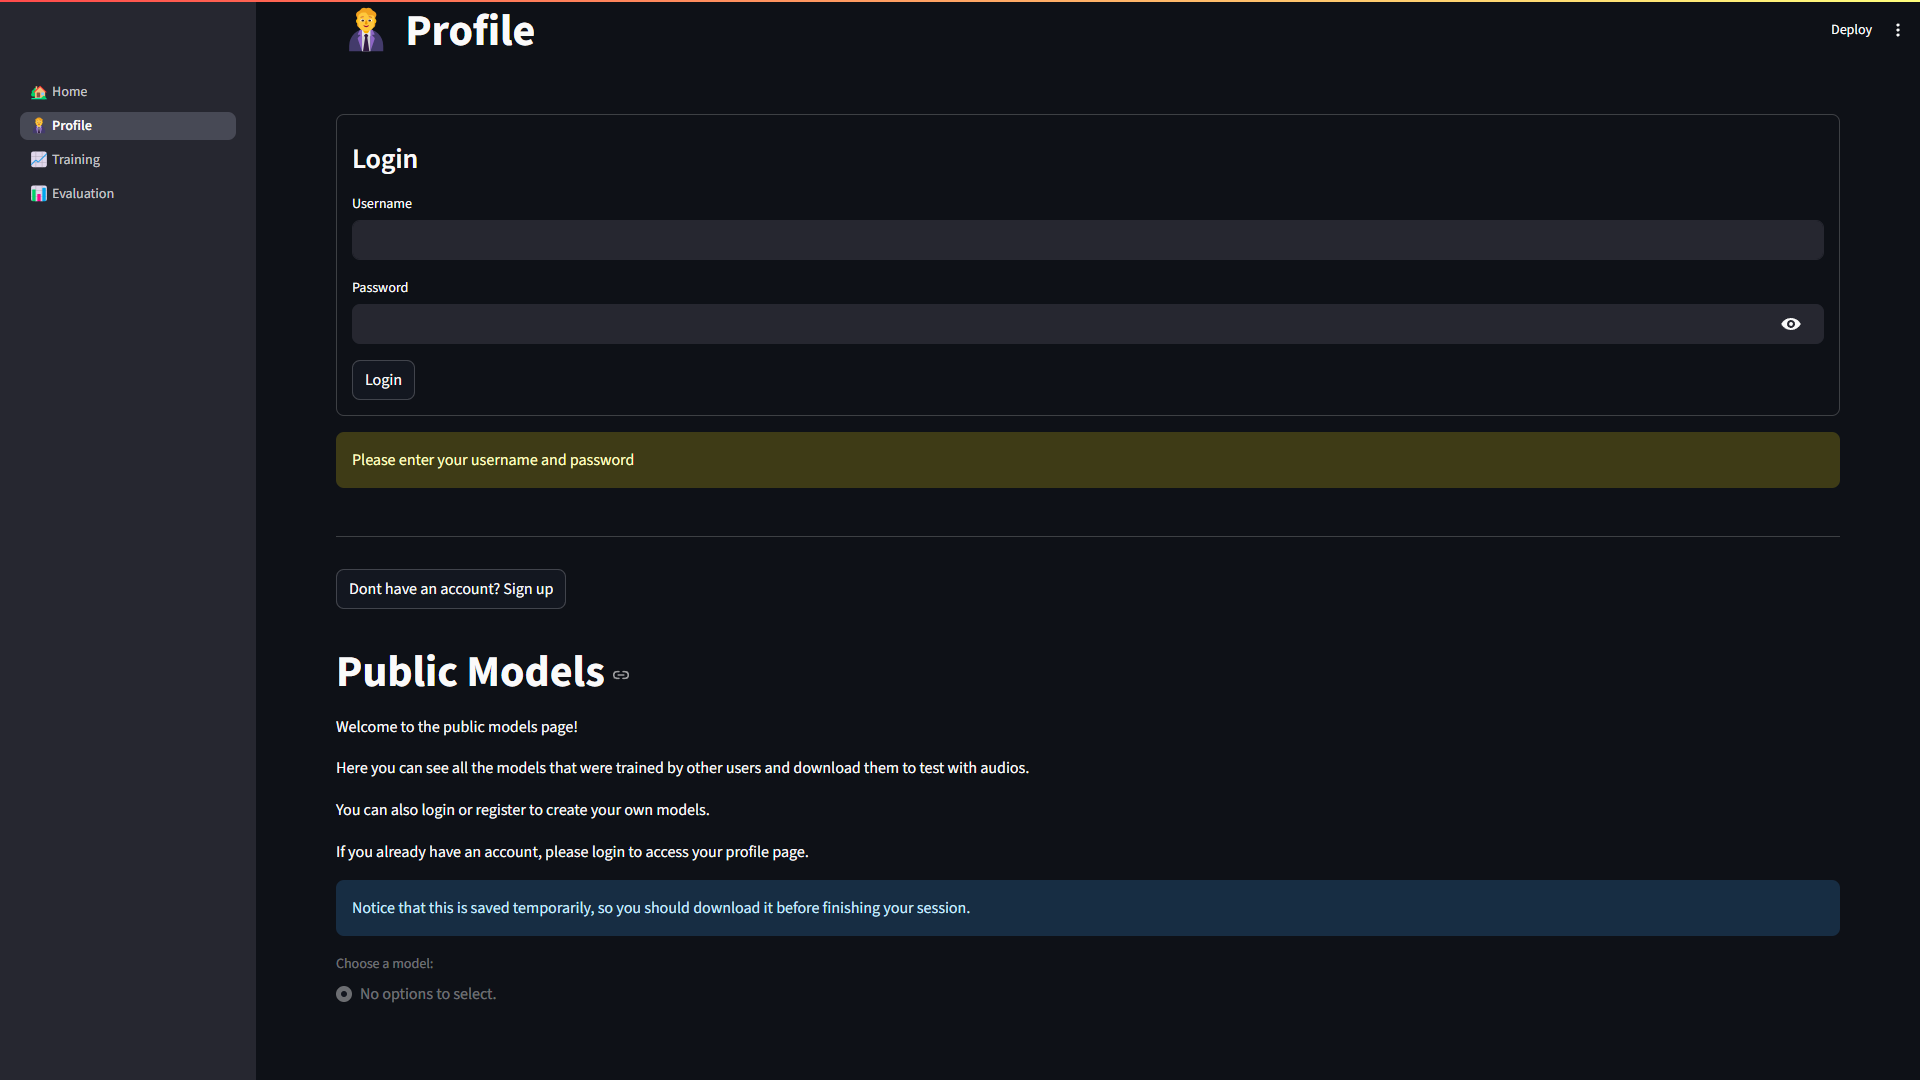 Profile
Deploy
Home
Profile
Training
Evaluation
Login
Username
Password
Login
Please enter your username and password
Dont have an account? Sign up
Public Models
Welcome to the public models page!
Here you can see all the models that were trained by other users and download them to test with audios.
You can also login or register to create your own models.
If you already have an account, please login to access your profile page.
Notice that this is saved temporarily, so you should download it before finishing your session.
Choose a model:
No options to select.